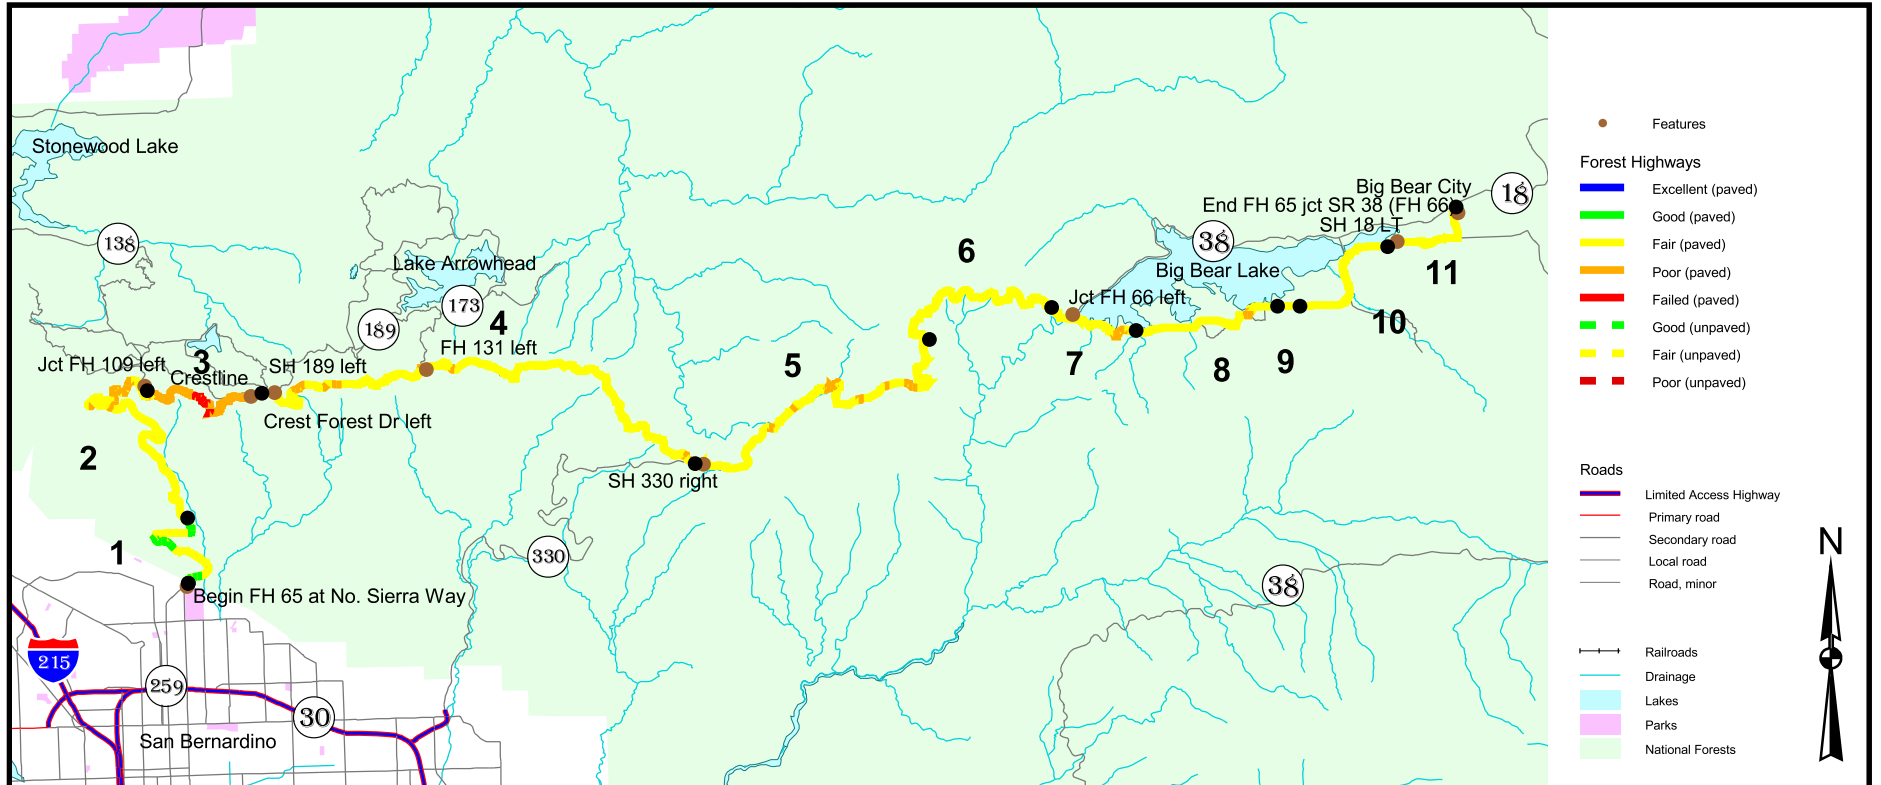 Stonewood Lake
138
Lake Arrowhead
173
189
4
3
Jct FH 109 left
SH 189 left
FH 131 left
Crestline
Crest Forest Dr left
2
5
6
SH 330 right
1
330
Begin FH 65 at No. Sierra Way
215
259
30
San Bernardino
Big Bear City
18
End FH 65 jct SR 38 (FH 66)
SH 18 LT
38
Big Bear Lake
Jct FH 66 left
11
10
7
8
9
38
Features
Forest Highways
Excellent (paved)
Good (paved)
Fair (paved)
Poor (paved)
Failed (paved)
Good (unpaved)
Fair (unpaved)
Poor (unpaved)
Roads
Limited Access Highway
Primary road
Secondary road
Local road
Road, minor
Railroads
Drainage
Lakes
Parks
National Forests
N